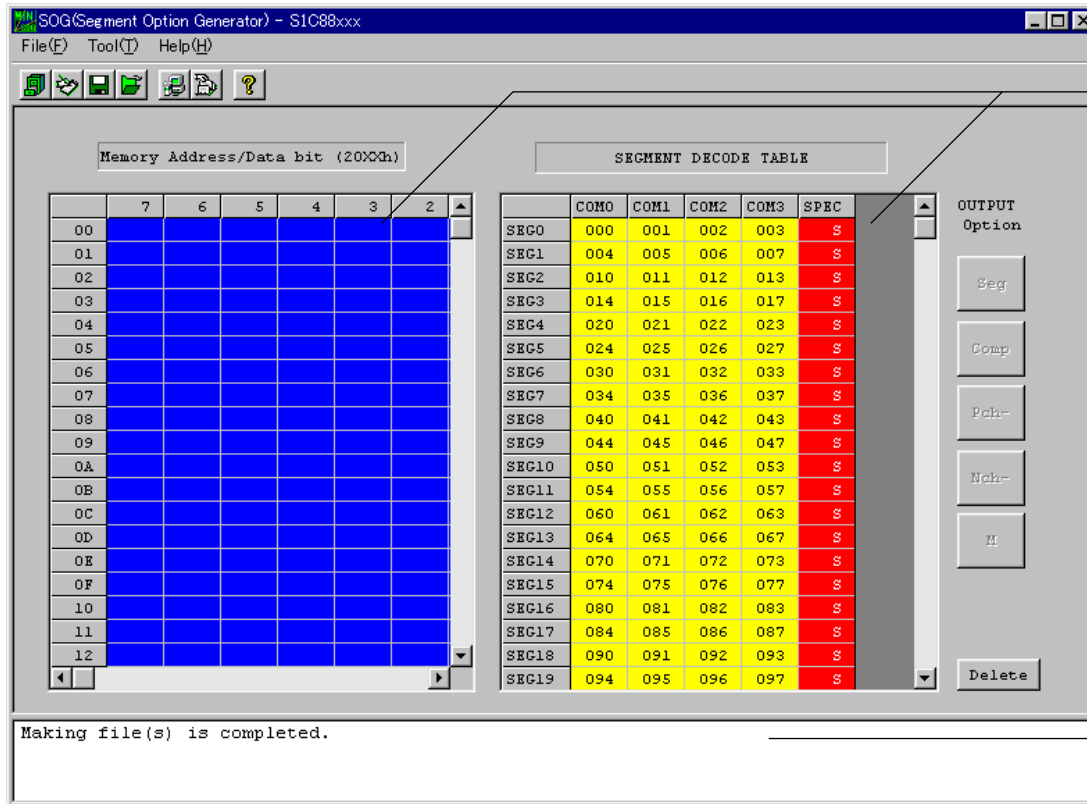 SOG(Segment Option Generator) - S1C88xxx
File(F) Tool(T) Help(H)
Memory Address/Data bit (20XXh)
SEGMENT DECODE TABLE
7 6 5 4 3 2
00
01
02
03
04
05
06
07
08
09
0A
0B
0C
0D
0E
0F
10
11
12
COM0 COM1 COM2 COM3 SPEC
SEG0 000 001 002 003 S
SEG1 004 005 006 007 S
SEG2 010 011 012 013 S
SEG3 014 015 016 017 S
SEG4 020 021 022 023 S
SEG5 024 025 026 027 S
SEG6 030 031 032 033 S
SEG7 034 035 036 037 S
SEG8 040 041 042 043 S
SEG9 044 045 046 047 S
SEG10 050 051 052 053 S
SEG11 054 055 056 057 S
SEG12 060 061 062 063 S
SEG13 064 065 066 067 S
SEG14 070 071 072 073 S
SEG15 074 075 076 077 S
SEG16 080 081 082 083 S
SEG17 084 085 086 087 S
SEG18 090 091 092 093 S
SEG19 094 095 096 097 S
OUTPUT
Option
Seg
Comp
Pch-
Nch-
M
Delete
Making file(s) is completed.